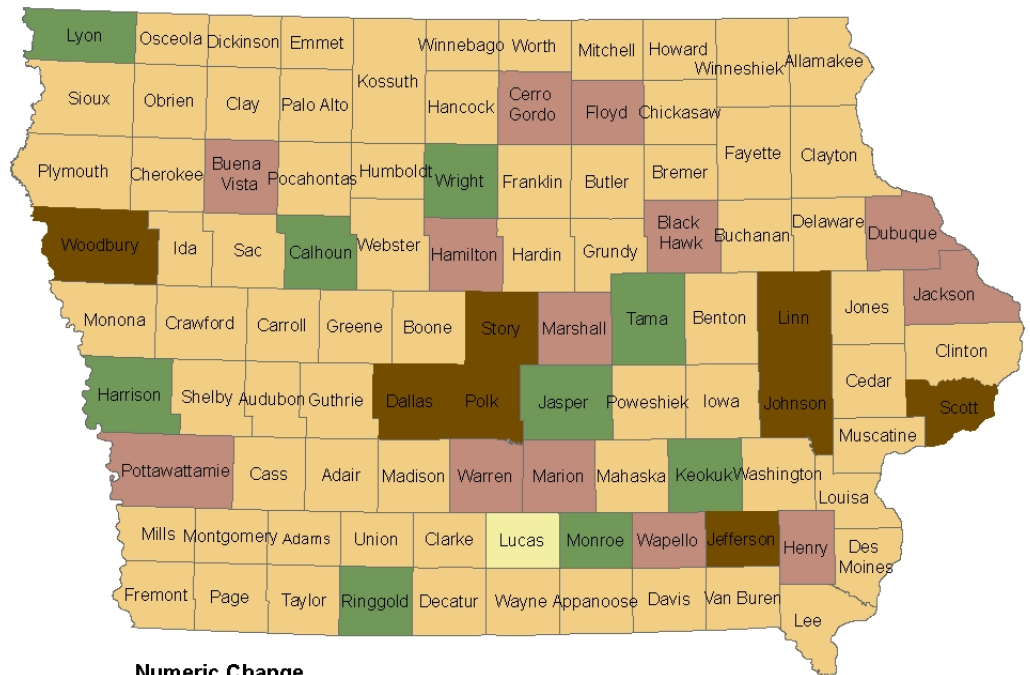 Lyon
Osceola
Dickinson
Emmet
Kossuth
Winnebago
Worth
Mitchell
Howard
Winneshiek
Allamakee
Sioux
Obrien
Clay
Palo Alto
Hancock
Cerro
Gordo
Floyd
Chickasaw
Plymouth
Cherokee
Buena
Vista
Pocahontas
Humboldt
Wright
Franklin
Butler
Bremer
Fayette
Clayton
Woodbury
Ida
Sac
Calhoun
Webster
Hamilton
Hardin
Grundy
Black
Hawk
Buchanan
Delaware
Dubuque
Monona
Crawford
Carroll
Greene
Boone
Story
Marshall
Tama
Benton
Linn
Jones
Jackson
Clinton
Harrison
Shelby
Audubon
Guthrie
Dallas
Polk
Jasper
Poweshiek
Iowa
Johnson
Cedar
Scott
Muscatine
Pottawattamie
Cass
Adair
Madison
Warren
Marion
Mahaska
Keokuk
Washington
Louisa
Mills
Montgomery
Adams
Union
Clarke
Lucas
Monroe
Wapello
Jefferson
Henry
Des
Moines
Fremont
Page
Taylor
Ringgold
Decatur
Wayne
Appanoose
Davis
Van Buren
Lee
Numeric Change